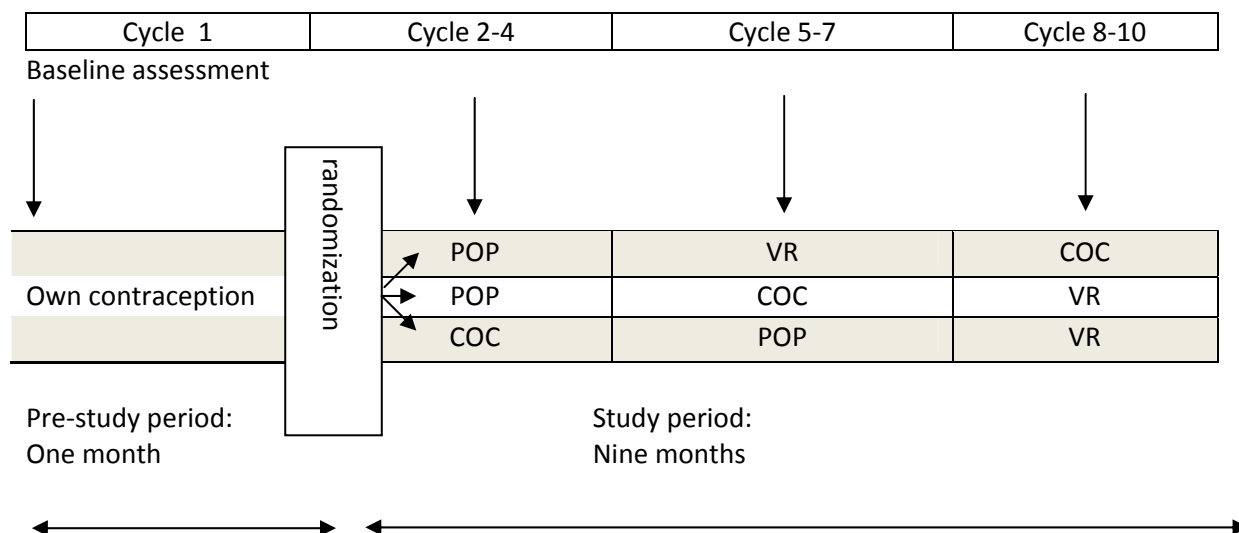 Cycle 1 Cycle 2-4 Cycle 5-7 Cycle 8-10
Baseline assessment
randomization
POP VR COC
Own contraception POP COC VR
COC POP VR
Pre-study period: Study period:
One month Nine months